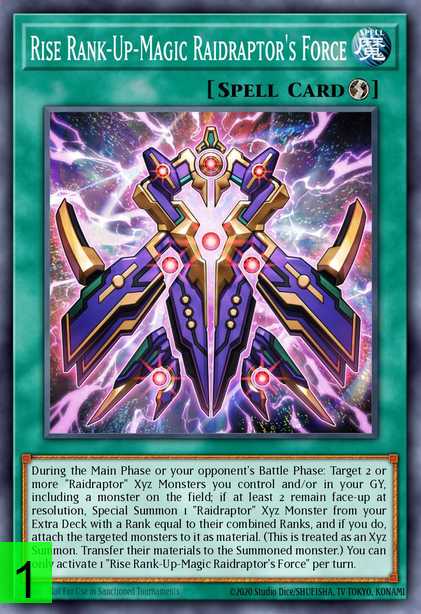 Rise Rank-Up-Magic Raidraptor's Force
SPELL
魔
[Spell Card]
During the Main Phase or your opponent's Battle Phase: Target 2 or
more "Raidraptor" Xyz Monsters you control and/or in your GY,
including a monster on the field; if at least 2 remain face-up at
resolution, Special Summon 1 "Raidraptor" Xyz Monster from your
Extra Deck with a Rank equal to their combined Ranks, and if you do,
attach the targeted monsters to it as material. (This is treated as an Xyz
Summon. Transfer their materials to the Summoned monster.) You can
only activate 1 "Rise Rank-Up-Magic Raidraptor's Force" per turn.
1
For Use in Sanctioned Tournaments
©2020 Studio Dice/SHUEISHA, TV TOKYO, KONAMI